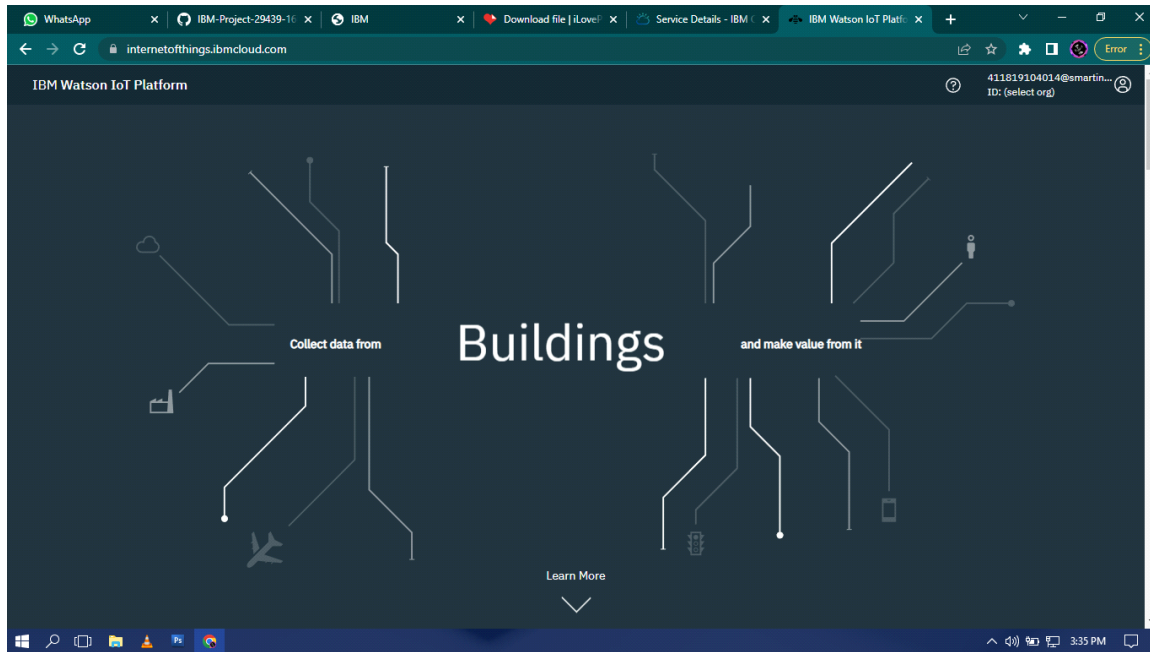 WhatsApp
IBM-Project-29439-16
IBM
Download file | iLoveP
Service Details - IBM C
IBM Watson IoT Platfo
internetofthings.ibmcloud.com
Error
IBM Watson IoT Platform
411819104014@smartin...
ID: (select org)
Collect data from
Buildings
and make value from it
Learn More
Ps
3:35 PM